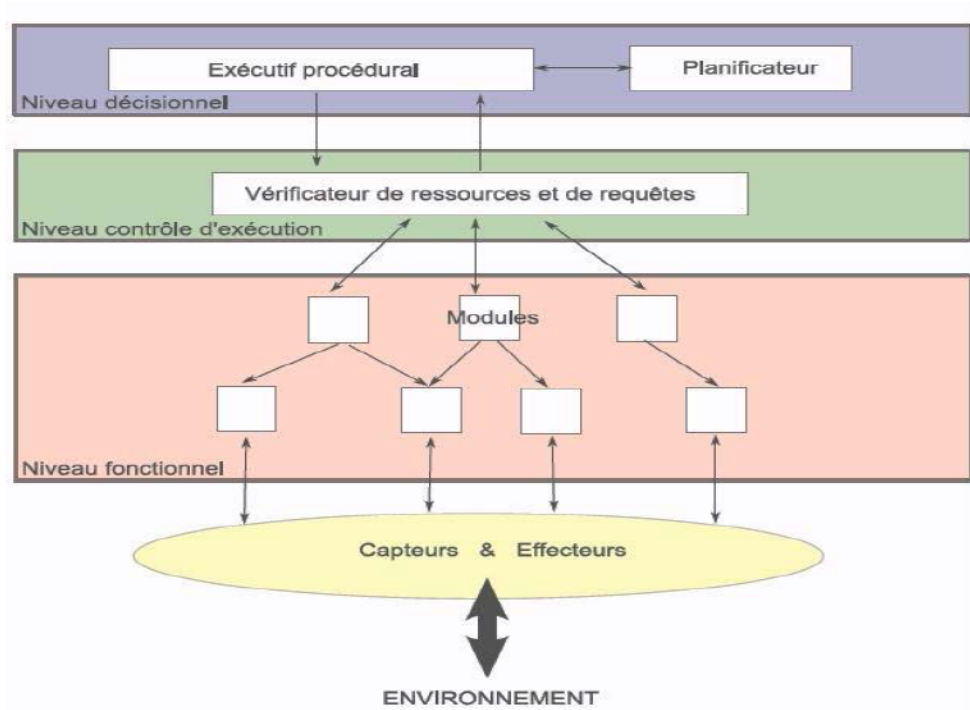 Exécutif procédural
Planificateur
Niveau décisionnel
Vérificateur de ressources et de requêtes
Niveau contrôle d'exécution
Modules
Niveau fonctionnel
Capteurs & Effecteurs
ENVIRONNEMENT